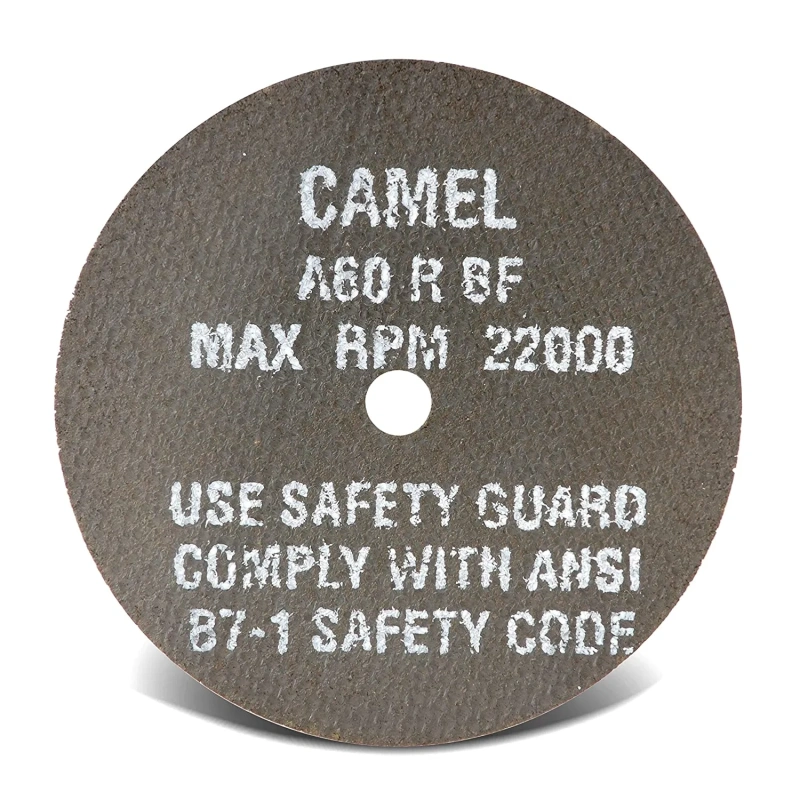 CAMEL
A60 R BF
MAX RPM 22000
USE SAFETY GUARD
COMPLY WITH ANSI
B7-1 SAFETY CODE